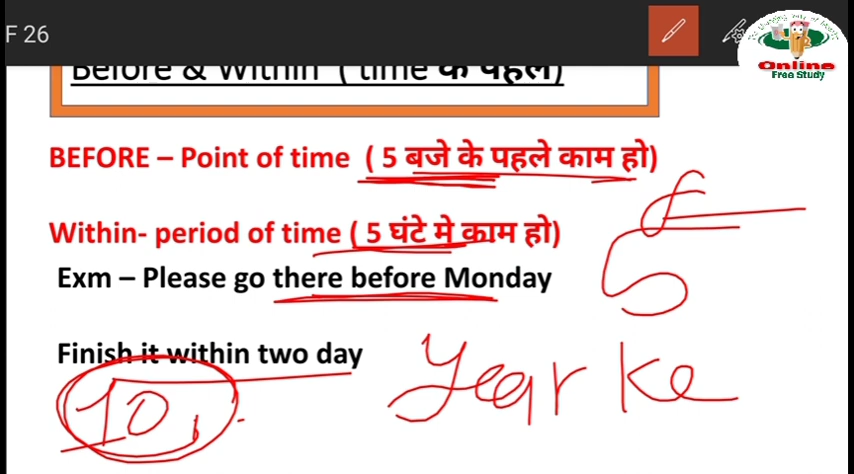 F 26
Online
Free Study
Before & Within ( time के पहले)
BEFORE – Point of time ( 5 बजे के पहले काम हो)
Within- period of time ( 5 घंटे मे काम हो)
Exm – Please go there before Monday
5
Finish it within two day
10,
Year Ke